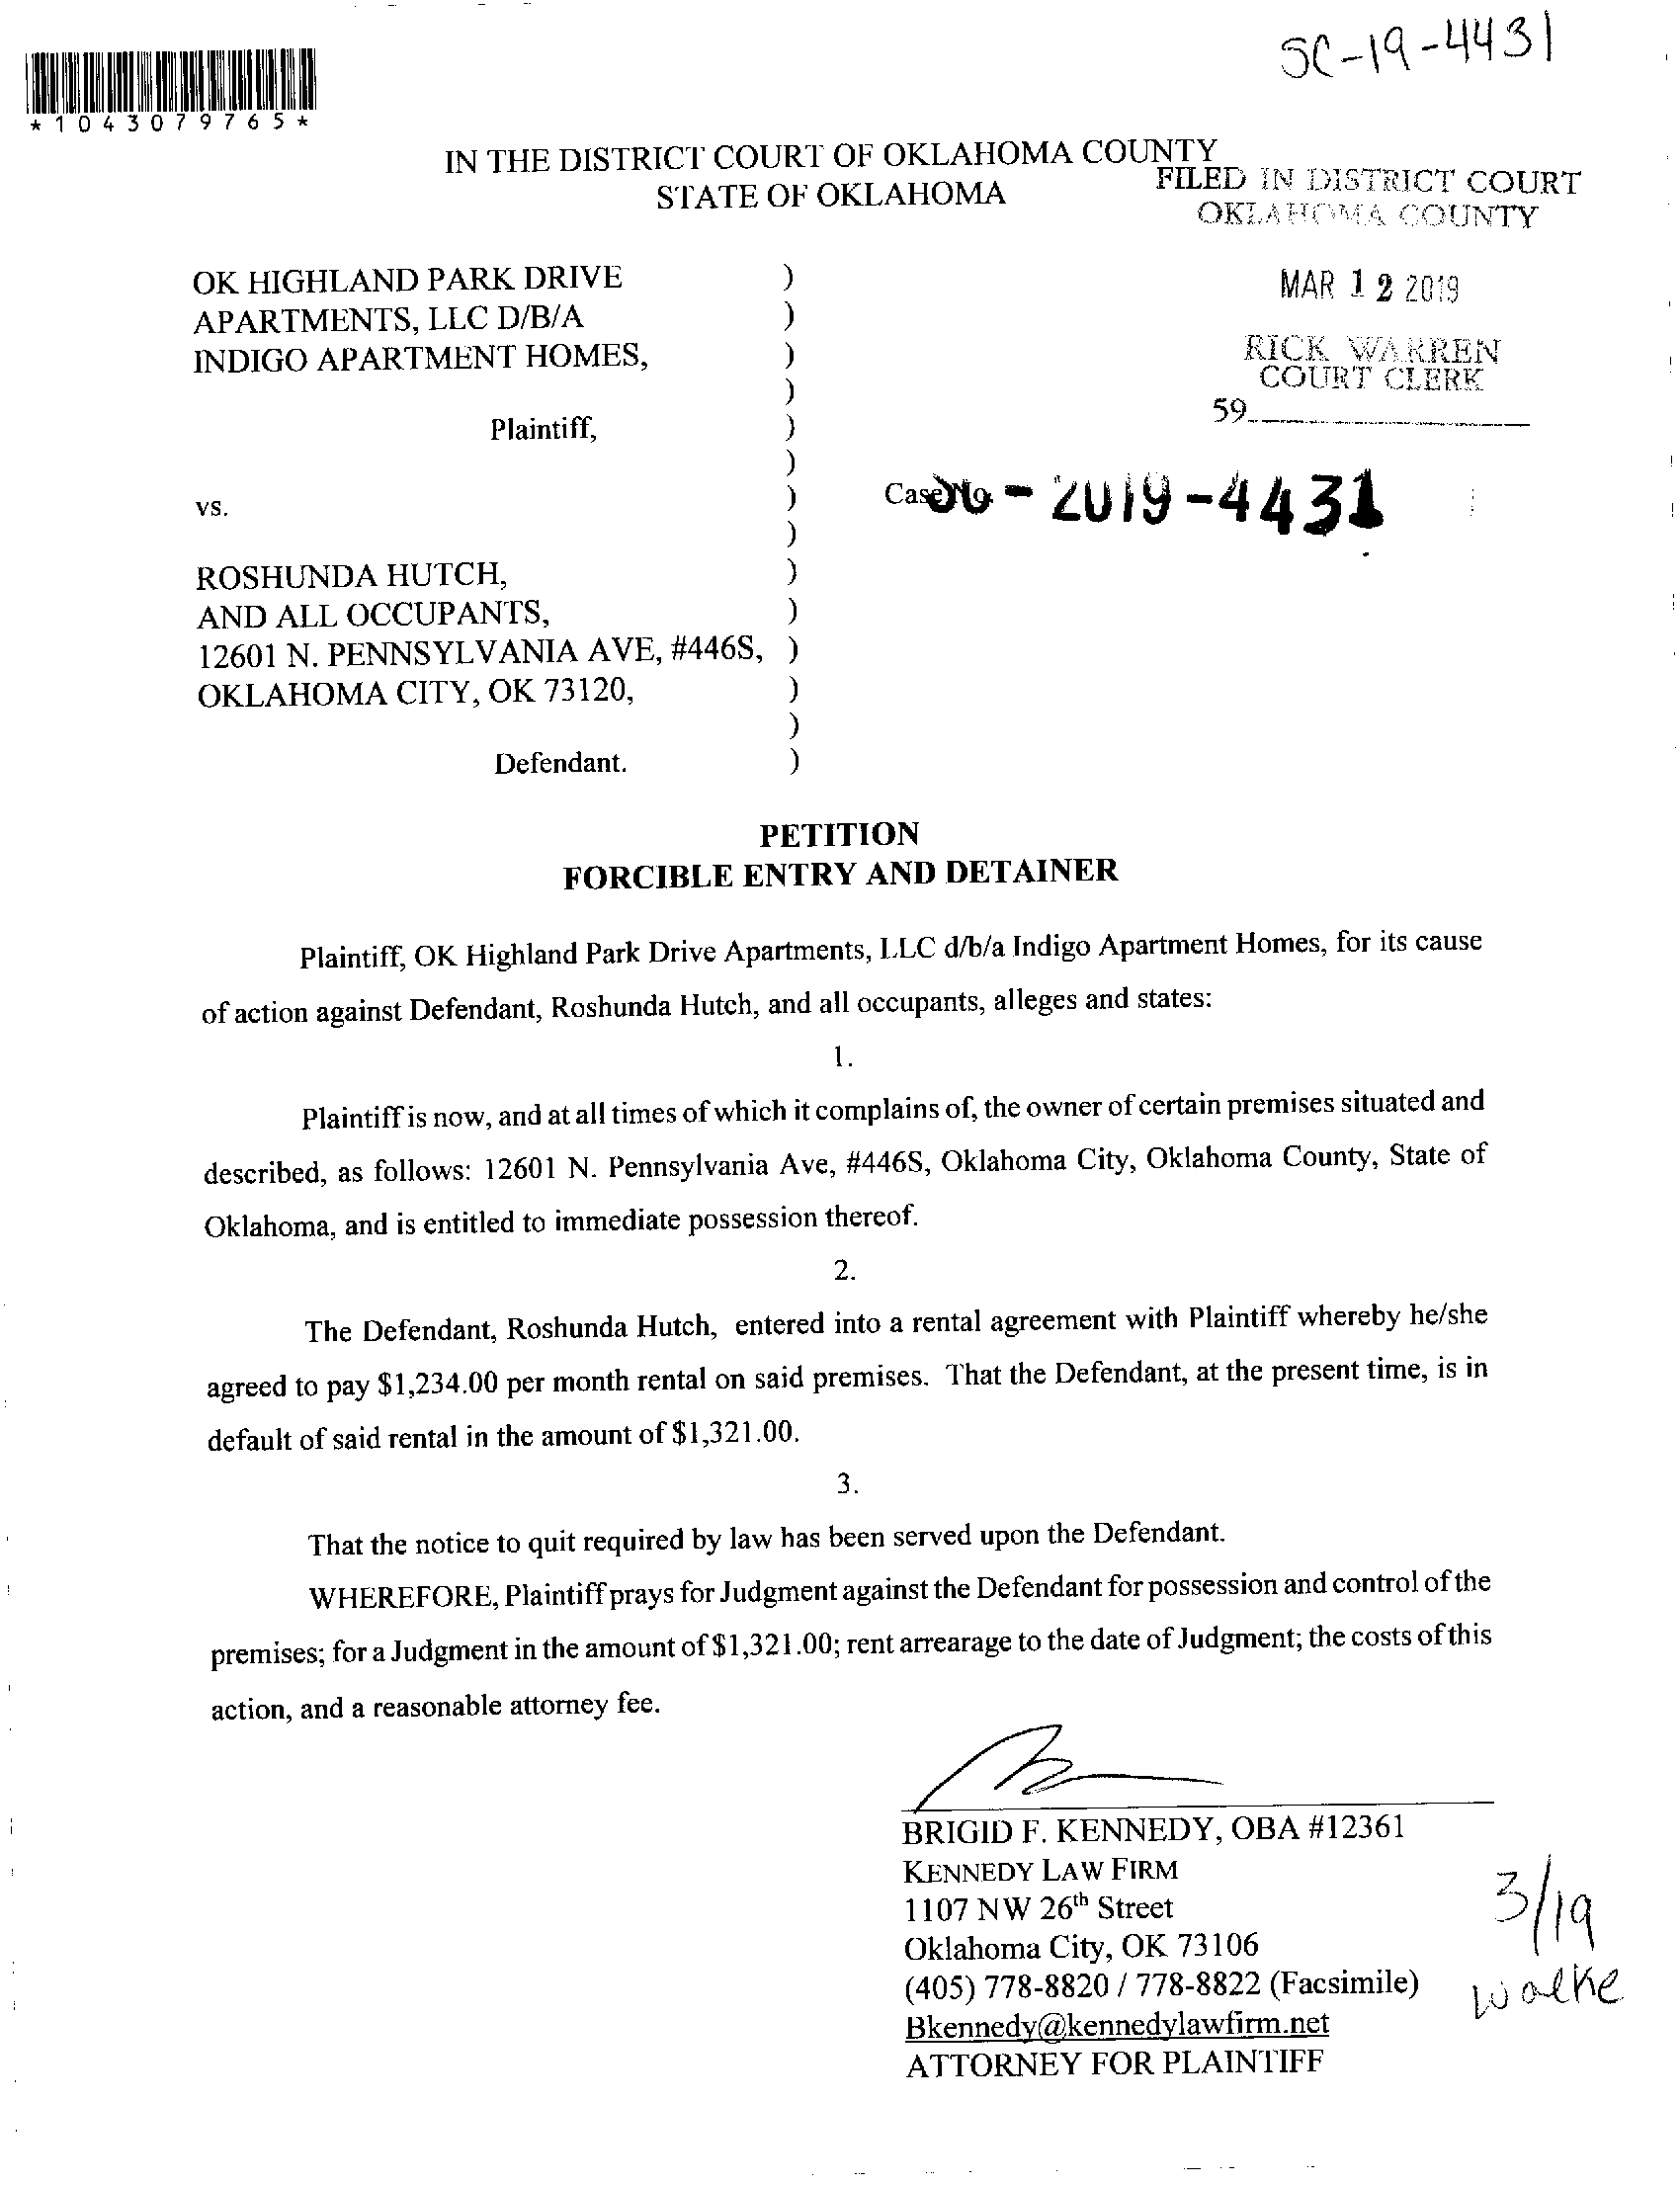 SC-19-4431
*1043079765*
IN THE DISTRICT COURT OF OKLAHOMA COUNTY
STATE OF OKLAHOMA
FILED IN DISTRICT COURT
OKLAHOMA COUNTY
MAR 12 2019
RICK WARREN
COURT CLERK
59
OK HIGHLAND PARK DRIVE )
APARTMENTS, LLC D/B/A )
INDIGO APARTMENT HOMES, )
)
Plaintiff, )
)
vs. )
Case No. - 2019-4431
)
ROSHUNDA HUTCH, )
AND ALL OCCUPANTS, )
12601 N. PENNSYLVANIA AVE, #446S, )
OKLAHOMA CITY, OK 73120, )
)
Defendant. )
PETITION
FORCIBLE ENTRY AND DETAINER
Plaintiff, OK Highland Park Drive Apartments, LLC d/b/a Indigo Apartment Homes, for its cause
of action against Defendant, Roshunda Hutch, and all occupants, alleges and states:
1.
Plaintiff is now, and at all times of which it complains of, the owner of certain premises situated and
described, as follows: 12601 N. Pennsylvania Ave, #446S, Oklahoma City, Oklahoma County, State of
Oklahoma, and is entitled to immediate possession thereof.
2.
The Defendant, Roshunda Hutch, entered into a rental agreement with Plaintiff whereby he/she
agreed to pay $1,234.00 per month rental on said premises. That the Defendant, at the present time, is in
default of said rental in the amount of $1,321.00.
3.
That the notice to quit required by law has been served upon the Defendant.
WHEREFORE, Plaintiff prays for Judgment against the Defendant for possession and control of the
premises; for a Judgment in the amount of $1,321.00; rent arrearage to the date of Judgment; the costs of this
action, and a reasonable attorney fee.
BRIGID F. KENNEDY, OBA #12361
KENNEDY LAW FIRM
1107 NW 26th Street
Oklahoma City, OK 73106
(405) 778-8820 / 778-8822 (Facsimile)
Bkennedy@kennedylawfirm.net
ATTORNEY FOR PLAINTIFF
3/19
walke